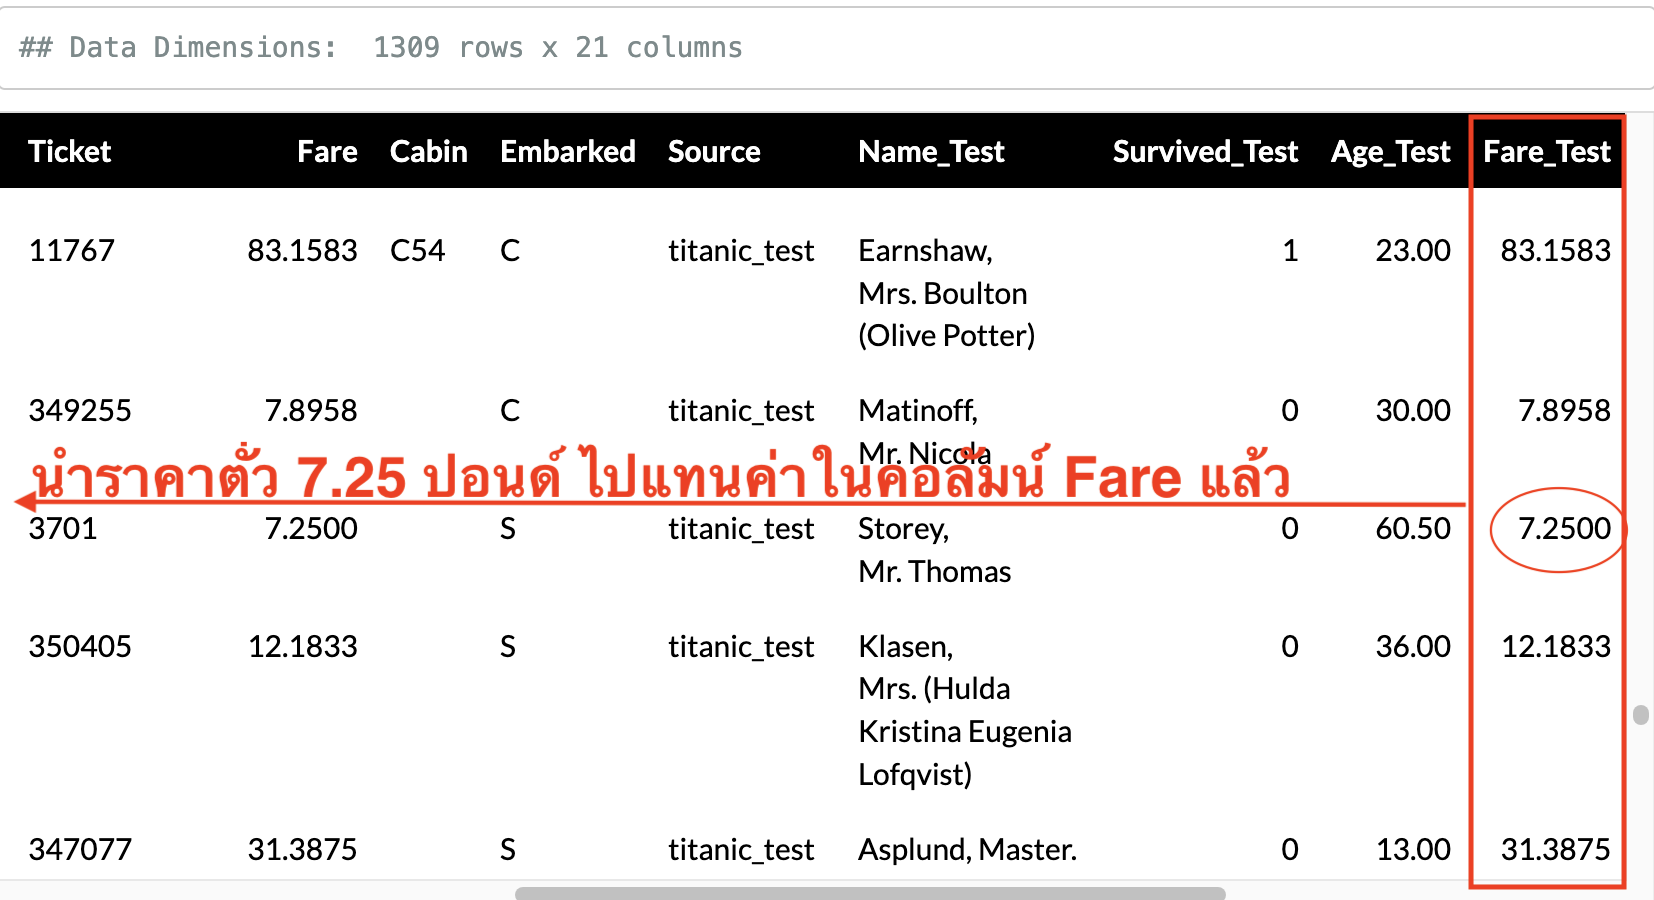 ## Data Dimensions:  1309 rows x 21 columns
Ticket Fare Cabin Embarked Source Name_Test Survived_Test Age_Test Fare_Test
11767 83.1583 C54 C titanic_test Earnshaw, 1 23.00 83.1583
Mrs. Boulton
(Olive Potter)
349255 7.8958 C titanic_test Matinoff, 0 30.00 7.8958
Mr. Nicola
นำราคาตั่ว 7.25 ปอนด์ ไปแทนค่าในคอลัมน์ Fare แล้ว
3701 7.2500 S titanic_test Storey, 0 60.50 7.2500
Mr. Thomas
350405 12.1833 S titanic_test Klasen, 0 36.00 12.1833
Mrs. (Hulda
Kristina Eugenia
Lofqvist)
347077 31.3875 S titanic_test Asplund, Master. 0 13.00 31.3875